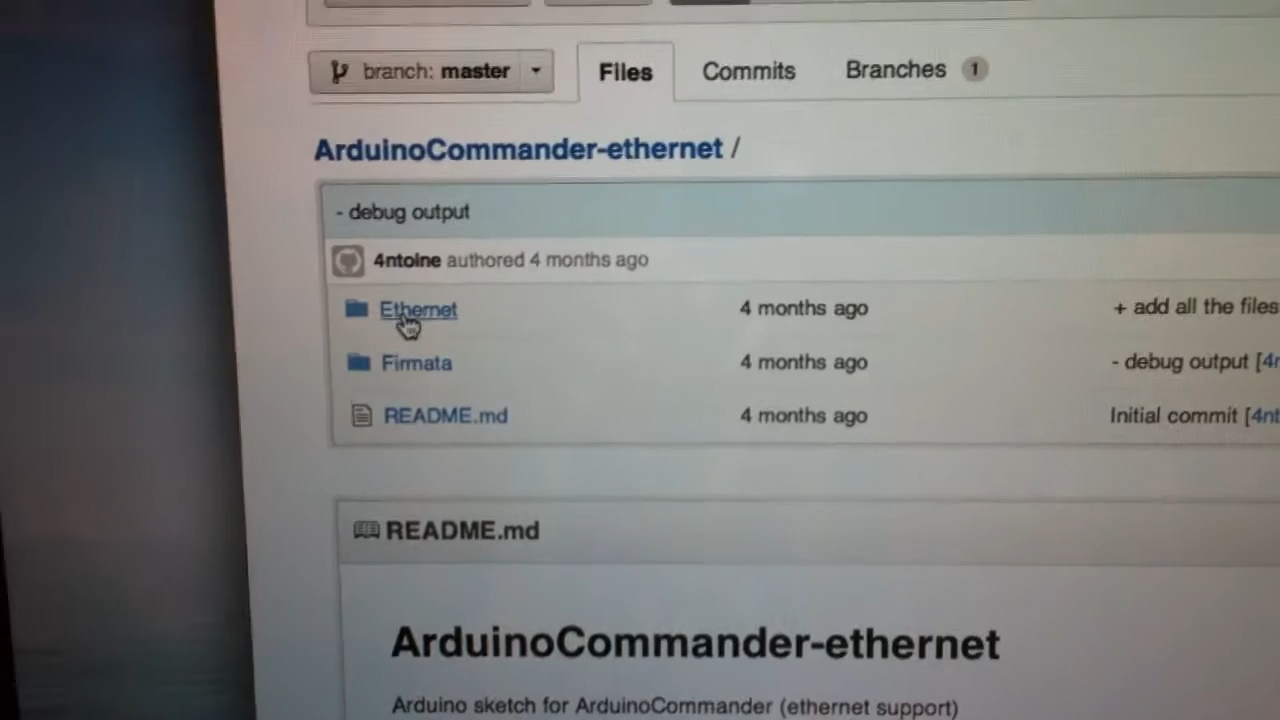 branch: master Files Commits Branches 1
ArduinoCommander-ethernet /
- debug output
4ntoine authored 4 months ago
Ethernet 4 months ago + add all the files
Firmata 4 months ago - debug output [4n
README.md 4 months ago Initial commit [4nt
README.md
ArduinoCommander-ethernet
Arduino sketch for ArduinoCommander (ethernet support)